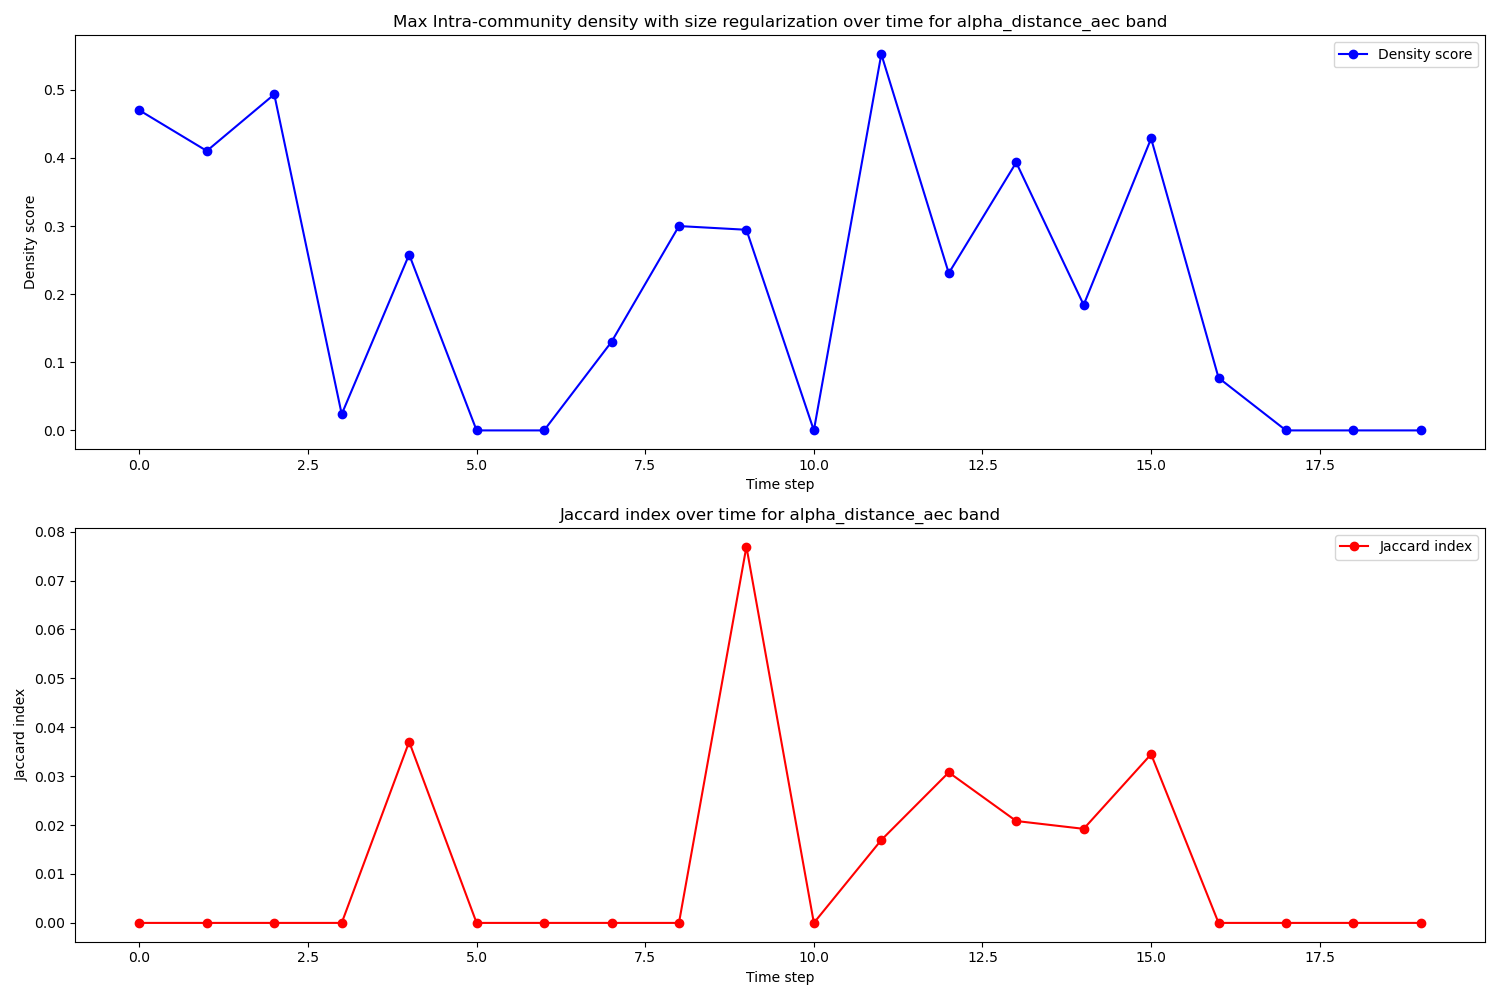 Max Intra-community density with size regularization over time for alpha_distance_aec band
Density score
Density score
0.5
0.4
0.3
0.2
0.1
0.0
0.0 2.5 5.0 7.5 10.0 12.5 15.0 17.5
Time step
Jaccard index over time for alpha_distance_aec band
Jaccard index
Jaccard index
0.08
0.07
0.06
0.05
0.04
0.03
0.02
0.01
0.00
0.0 2.5 5.0 7.5 10.0 12.5 15.0 17.5
Time step